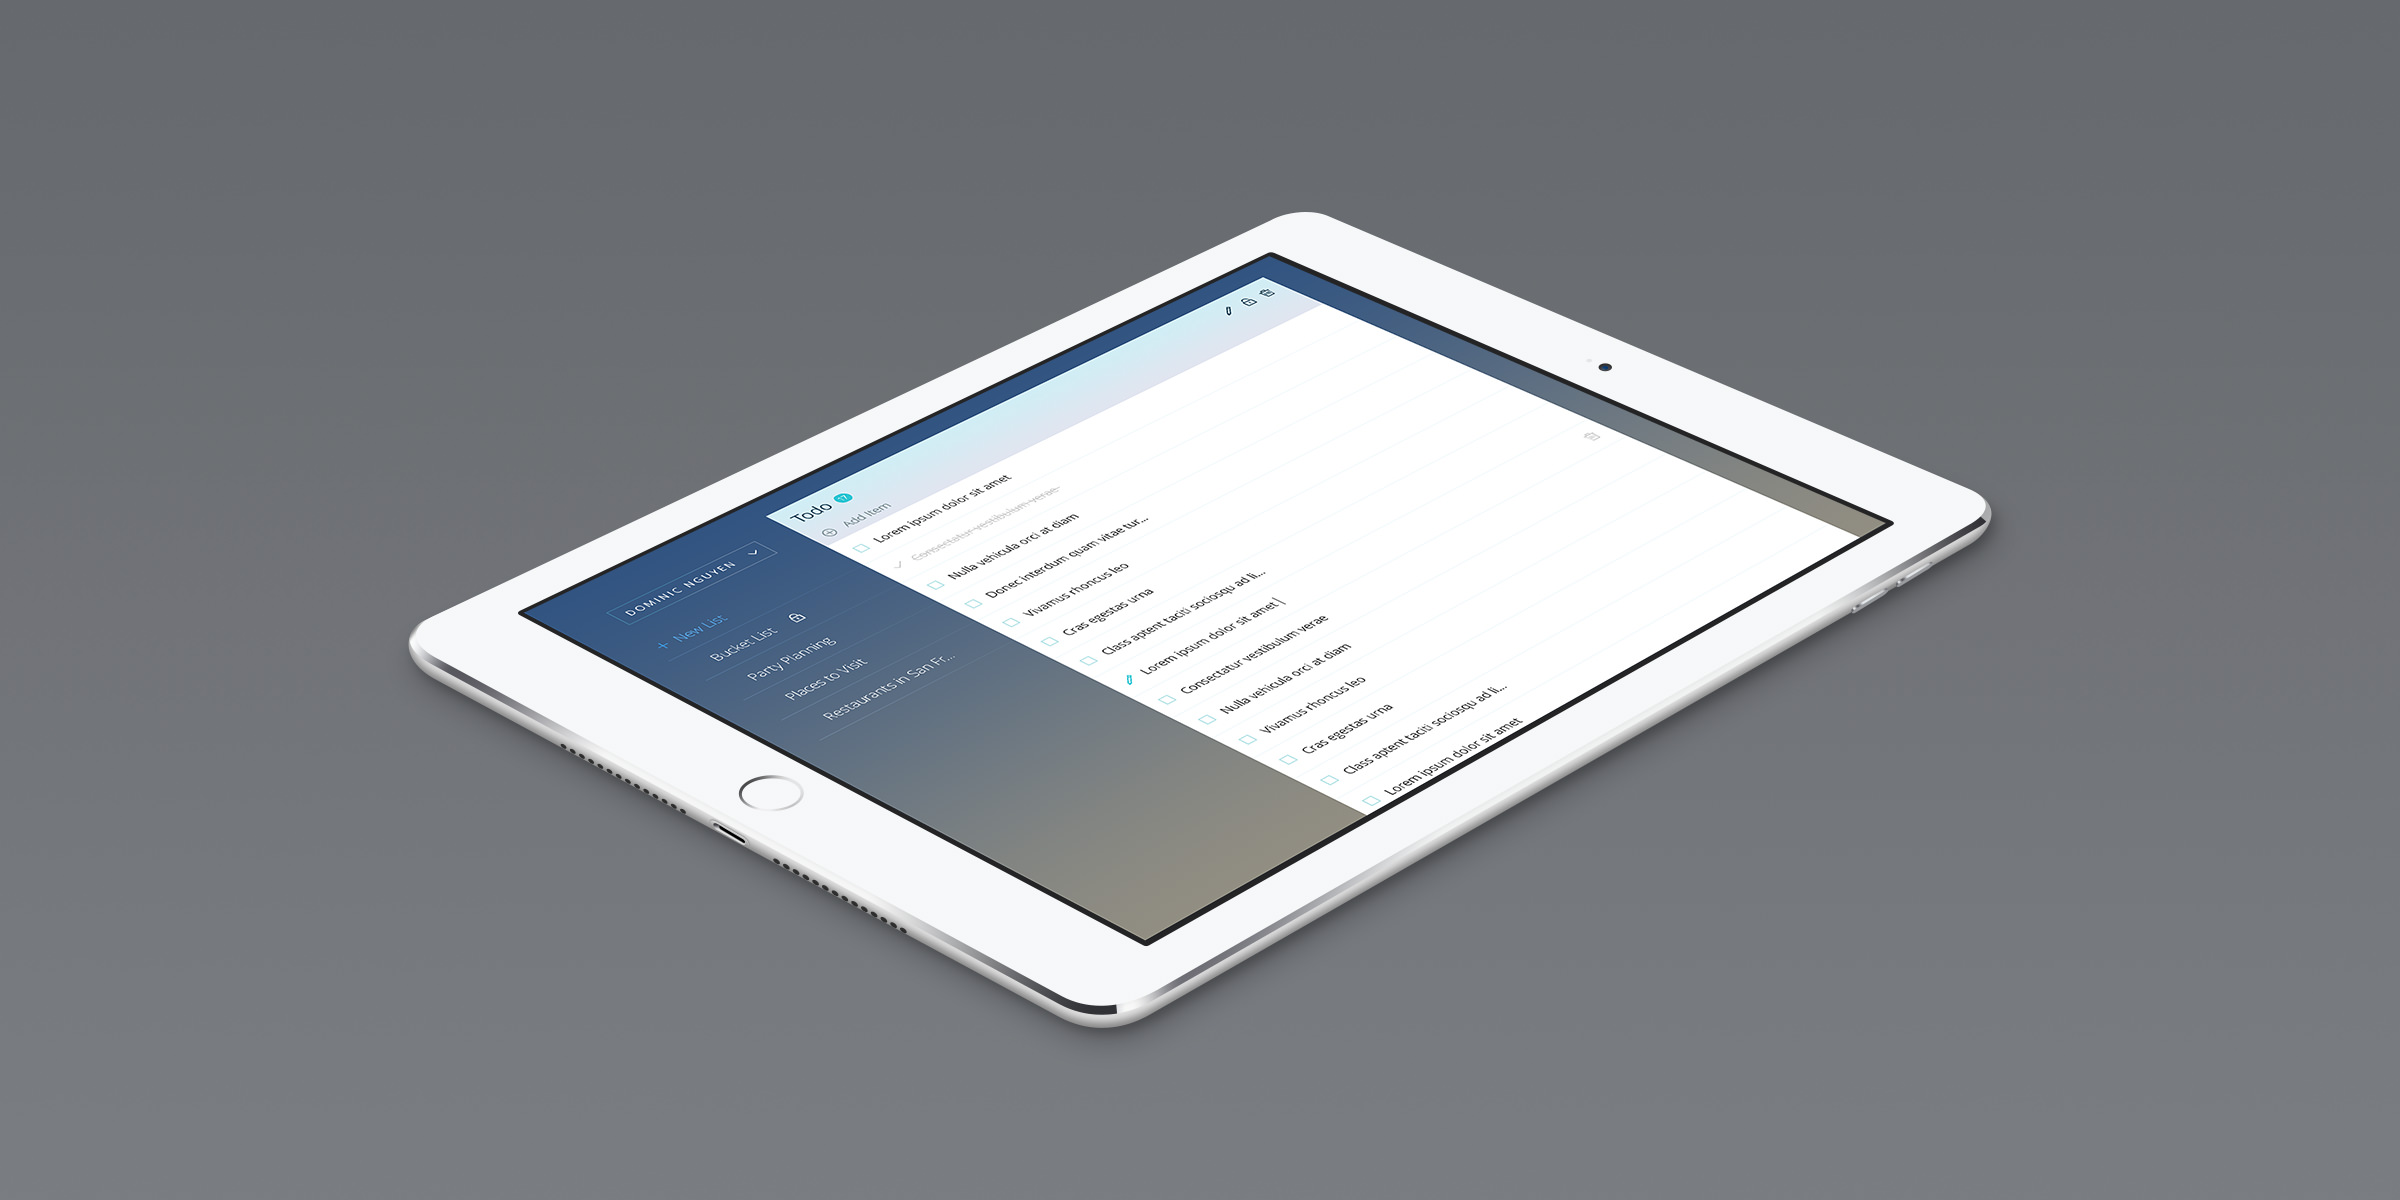 DOMINIC NGUYEN
New List
Bucket List
Party Planning
Places to Visit
Restaurants in San Fr...
Todo 17
Add Item
Lorem ipsum dolor sit amet
Consectatur vestibulum verae
Nulla vehicula orci at diam
Donec interdum quam vitae tur...
Vivamus rhoncus leo
Cras egestas urna
Class aptent taciti sociosqu ad li...
Lorem ipsum dolor sit amet
Consectatur vestibulum verae
Nulla vehicula orci at diam
Vivamus rhoncus leo
Cras egestas urna
Class aptent taciti sociosqu ad li...
Lorem ipsum dolor sit amet